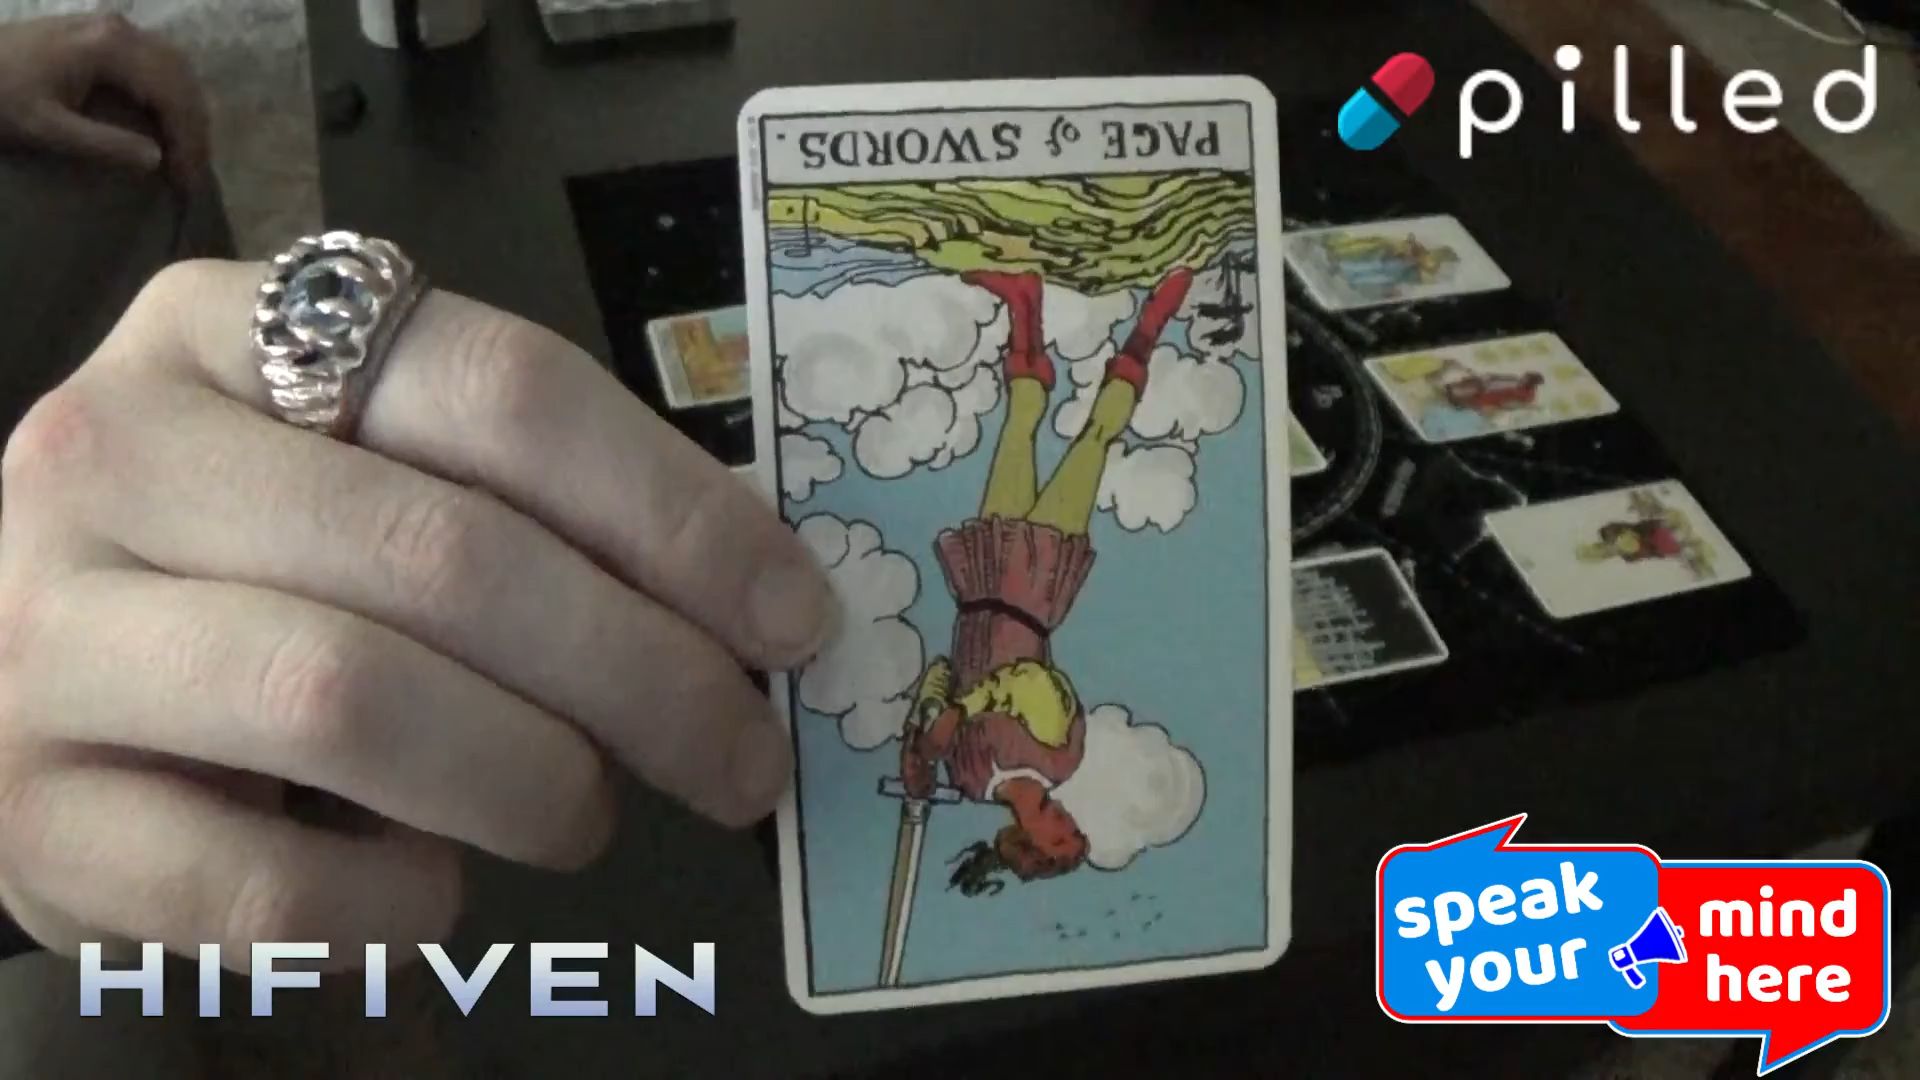 pilled
PAGE of SWORDS.
speak
your
mind
here
HIFIVEN